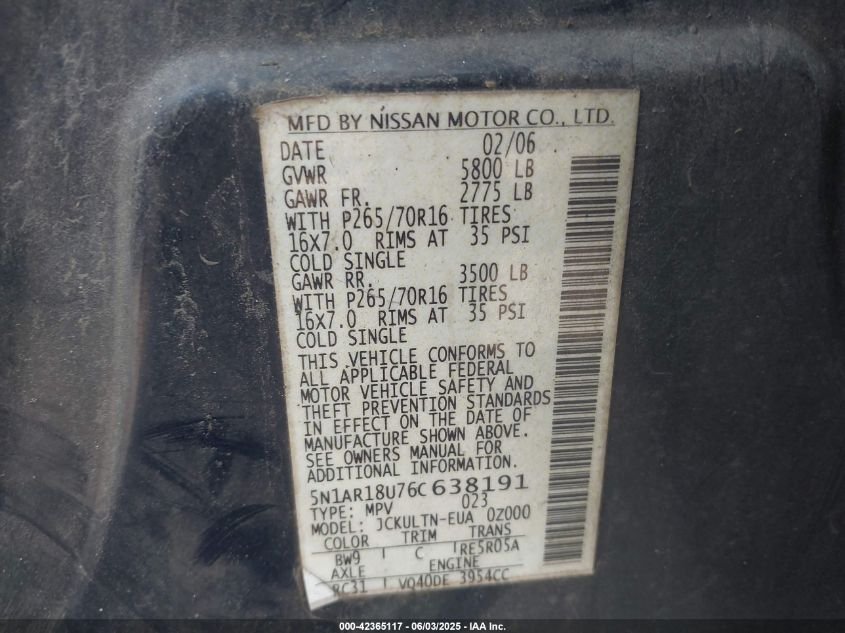 MFD BY NISSAN MOTOR CO., LTD.
DATE 02/06
GVWR 5800 LB
GAWR FR. 2775 LB
WITH P265/70R16 TIRES
16x7.0 RIMS AT 35 PSI
COLD SINGLE
GAWR RR. 3500 LB
WITH P265/70R16 TIRES
16x7.0 RIMS AT 35 PSI
COLD SINGLE
THIS VEHICLE CONFORMS TO
ALL APPLICABLE FEDERAL
MOTOR VEHICLE SAFETY AND
THEFT PREVENTION STANDARDS
IN EFFECT ON THE DATE OF
MANUFACTURE SHOWN ABOVE.
SEE OWNERS MANUAL FOR
ADDITIONAL INFORMATION.
5N1AR18U76C638191
TYPE: MPV 023
MODEL: JCKULTN-EUA 0Z000
COLOR TRIM TRANS
BW9 C RE5R05A
AXLE ENGINE
RC31 VQ40DE 3954CC
000-42365117 - 06/03/2025 - IAA Inc.